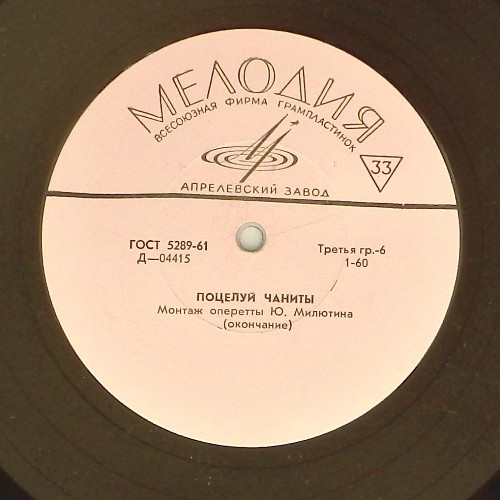 МЕЛОДИЯ
ВСЕСОЮЗНАЯ ФИРМА ГРАМПЛАСТИНОК
33
АПРЕЛЕВСКИЙ ЗАВОД
ГОСТ 5289-61
Третья гр.-6
Д—04415
1-60
ПОЦЕЛУЙ ЧАНИТЫ
Монтаж оперетты Ю. Милютина
(окончание)